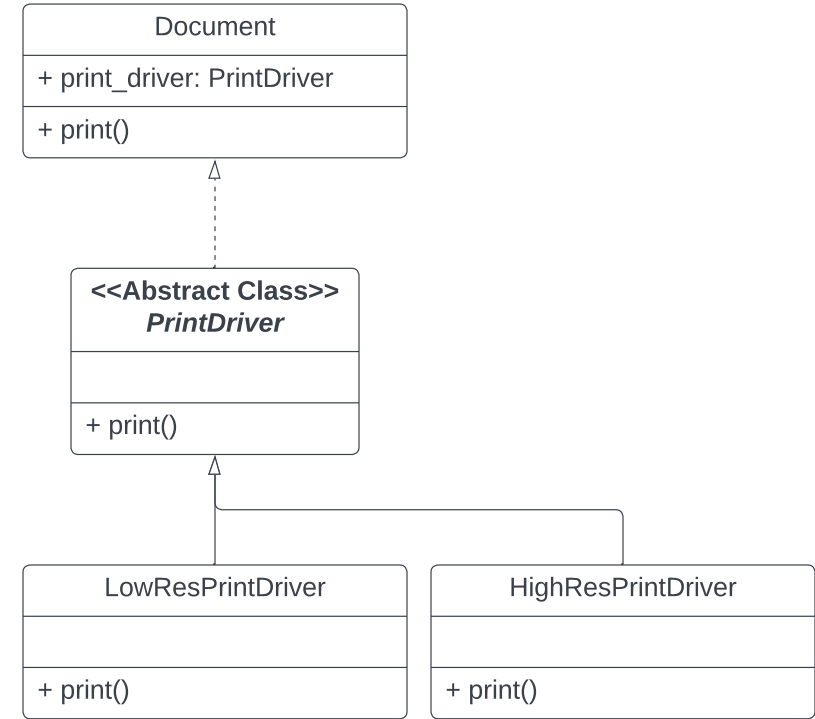 Document
+ print_driver: PrintDriver
+ print()
<<Abstract Class>>
PrintDriver
+ print()
LowResPrintDriver
+ print()
HighResPrintDriver
+ print()